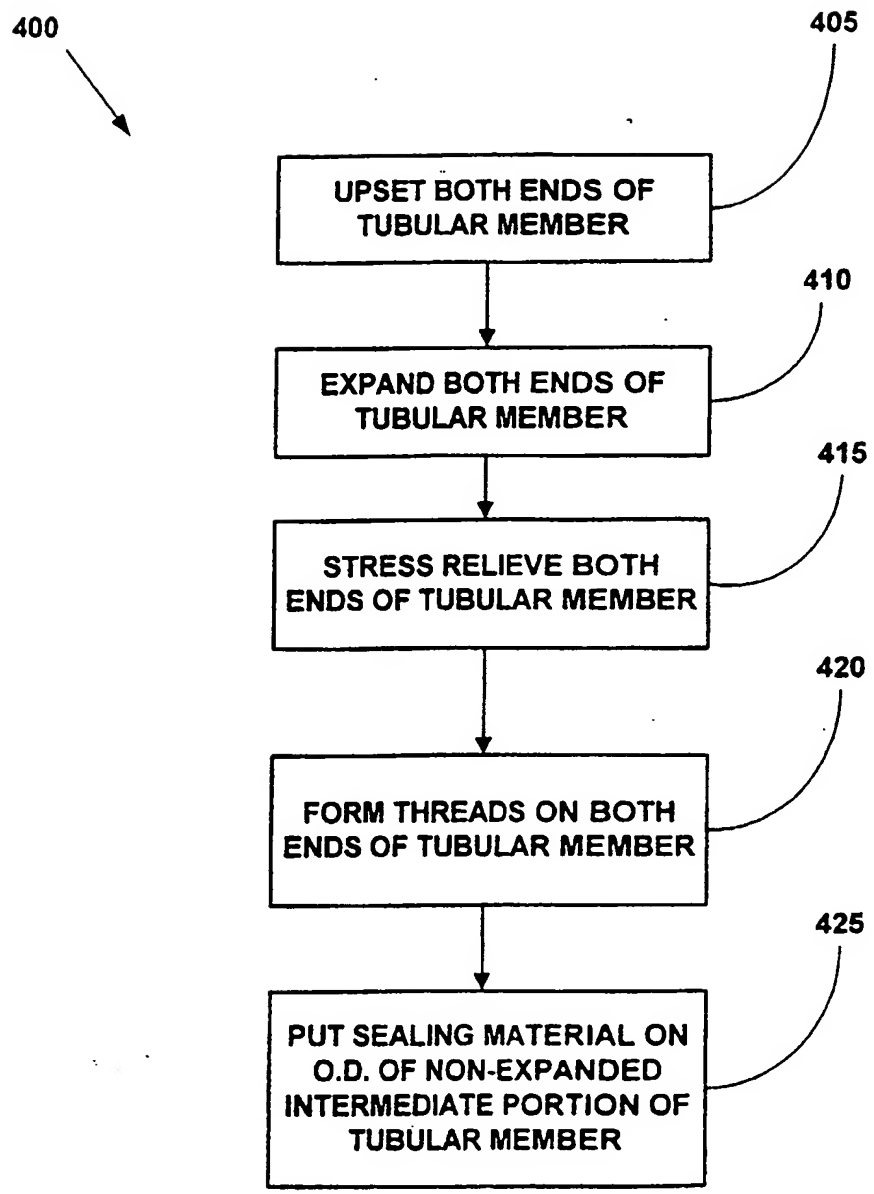 400
405
UPSET BOTH ENDS OF
TUBULAR MEMBER
410
EXPAND BOTH ENDS OF
TUBULAR MEMBER
415
STRESS RELIEVE BOTH
ENDS OF TUBULAR MEMBER
420
FORM THREADS ON BOTH
ENDS OF TUBULAR MEMBER
425
PUT SEALING MATERIAL ON
O.D. OF NON-EXPANDED
INTERMEDIATE PORTION OF
TUBULAR MEMBER